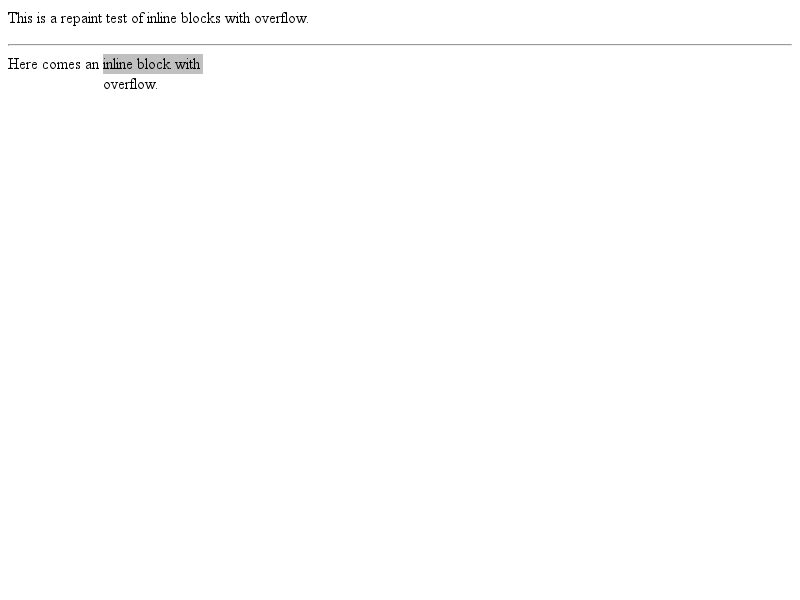 This is a repaint test of inline blocks with overflow.
Here comes an inline block with
overflow.